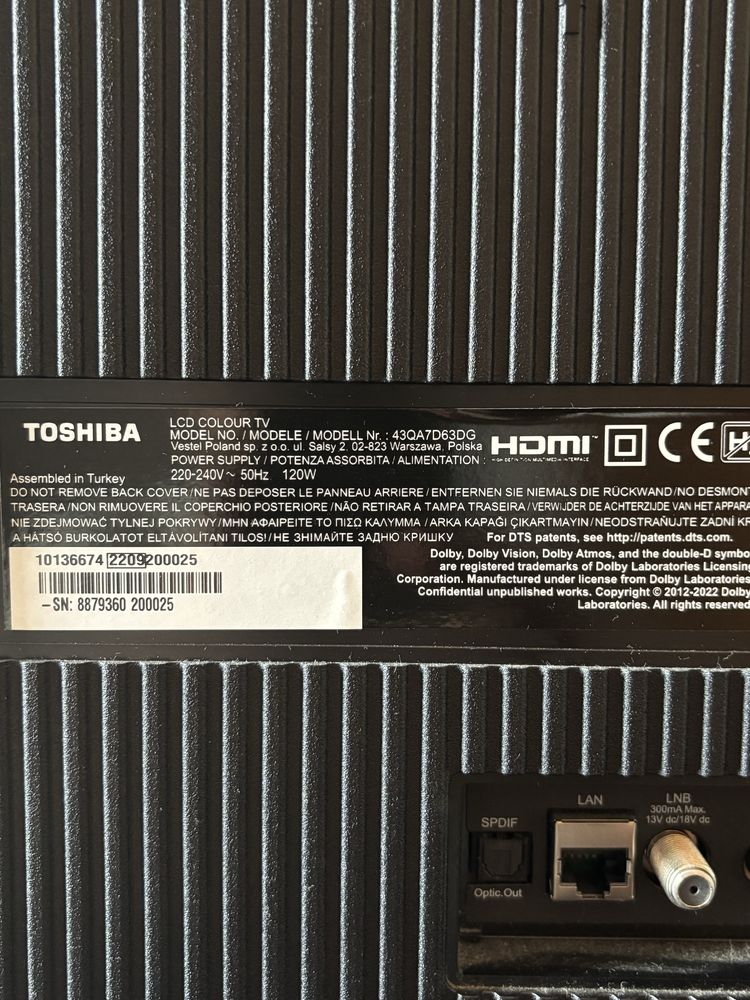 TOSHIBA
LCD COLOUR TV
MODEL NO. / MODELE / MODELL Nr. : 43QA7D63DG
Vestel Poland sp. z o.o. ul. Salsy 2, 02-823 Warszawa, Polska
POWER SUPPLY / POTENZA ASSORBITA / ALIMENTATION :
220-240V ~ 50Hz 120W
Assembled in Turkey
HDMI
HIGH-DEFINITION MULTIMEDIA INTERFACE
CE
DO NOT REMOVE BACK COVER / NE PAS DEPOSER LE PANNEAU ARRIERE / ENTFERNEN SIE NIEMALS DIE RÜCKWAND / NO DESMONT
TRASERA / NON RIMUOVERE IL COPERCHIO POSTERIORE / NÃO RETIRAR A TAMPA TRASEIRA / VERWIJDER DE ACHTERZIJDE VAN HET APPARA
NIE ZDEJMOWAĆ TYLNEJ POKRYWY / ΜΗΝ ΑΦΑΙΡΕΙΤΕ ΤΟ ΠΙΣΩ ΚΑΛΥΜΜΑ / ARKA KAPAĞI ÇIKARTMAYIN / NEODSTRAŇUJTE ZADNÍ KR
A HÁTSÓ BURKOLATOT ELTÁVOLÍTANI TILOS! / НЕ ЗНІМАЙТЕ ЗАДНЮ КРИШКУ
For DTS patents, see http://patents.dts.com.
Dolby, Dolby Vision, Dolby Atmos, and the double-D symbo
are registered trademarks of Dolby Laboratories Licensing
Corporation. Manufactured under license from Dolby Laboratories.
Confidential unpublished works. Copyright © 2012-2022 Dolby
Laboratories. All rights reserved
10136674 2209 200025
-SN: 8879360 200025
SPDIF
Optic.Out
LAN
LNB
300mA Max.
13V dc/18V dc